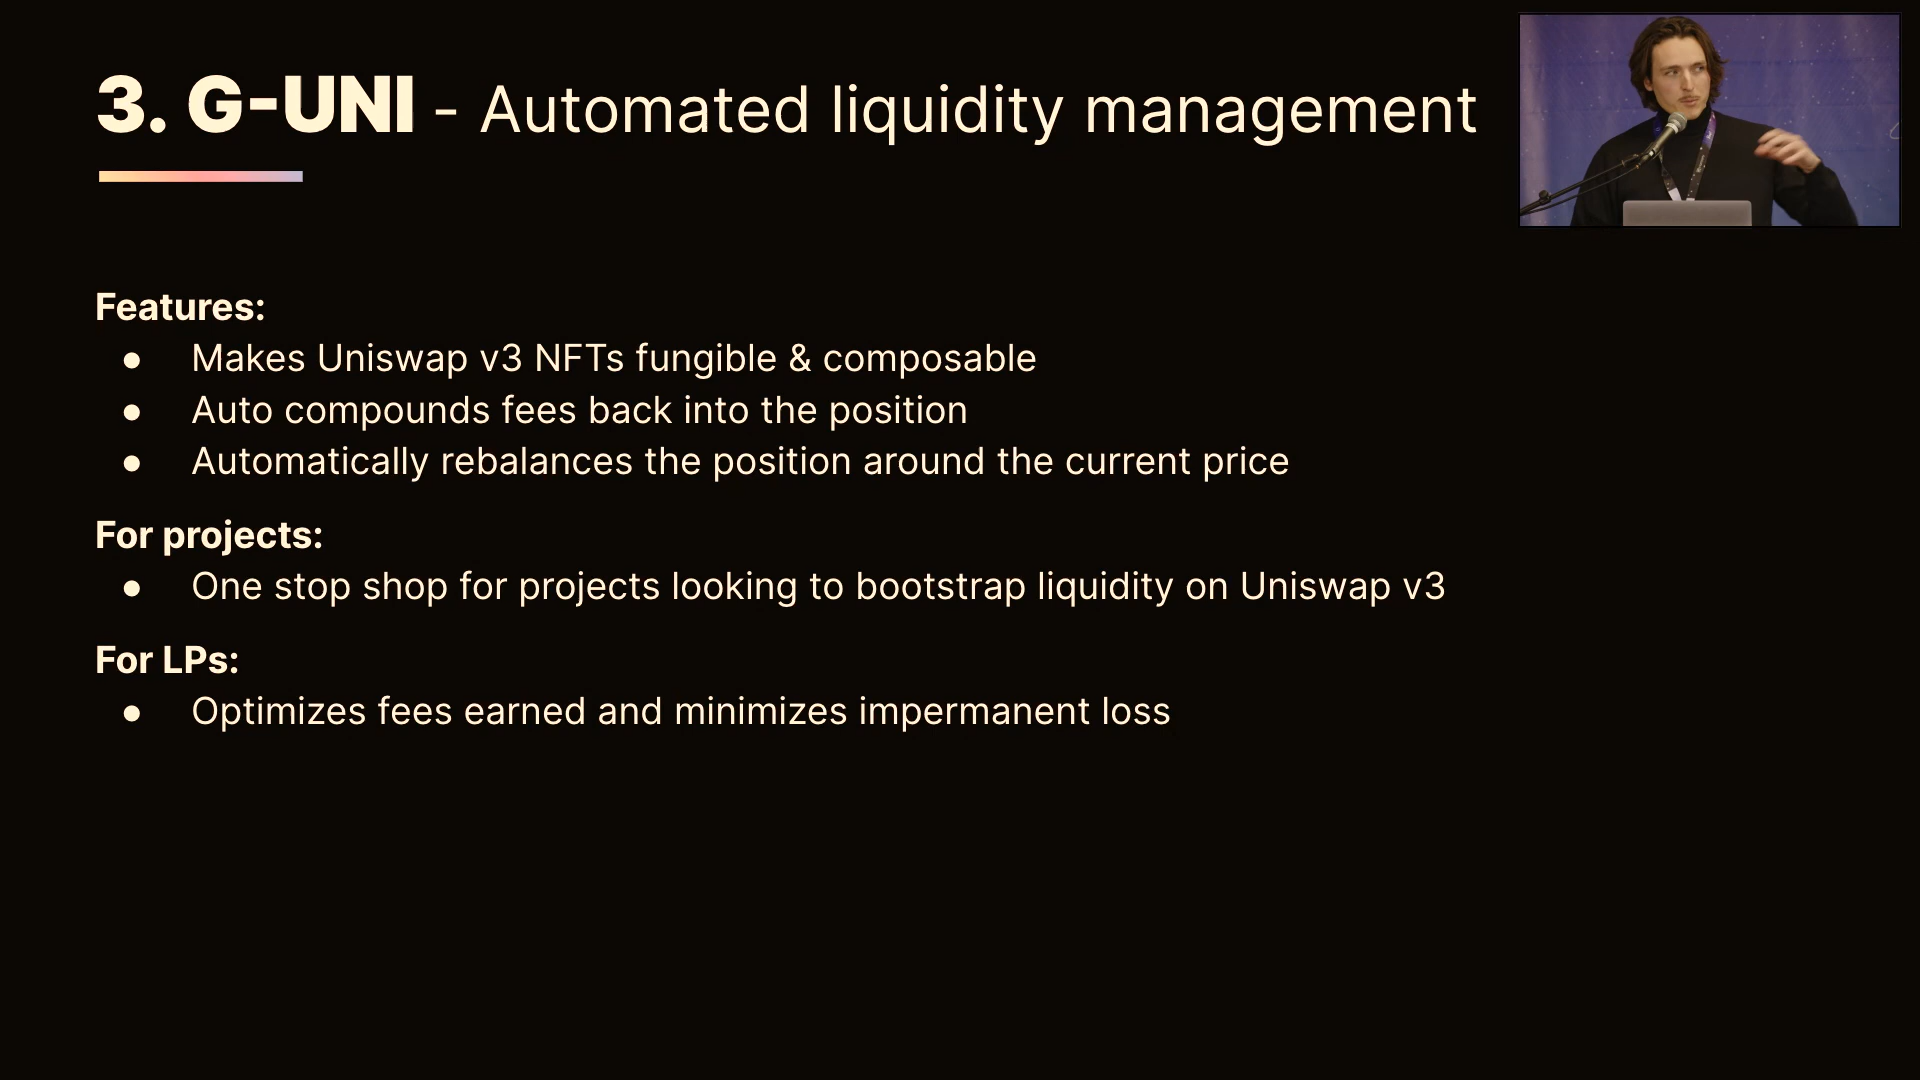 3. G-UNI - Automated liquidity management
Features:
● Makes Uniswap v3 NFTs fungible & composable
● Auto compounds fees back into the position
● Automatically rebalances the position around the current price
For projects:
● One stop shop for projects looking to bootstrap liquidity on Uniswap v3
For LPs:
● Optimizes fees earned and minimizes impermanent loss